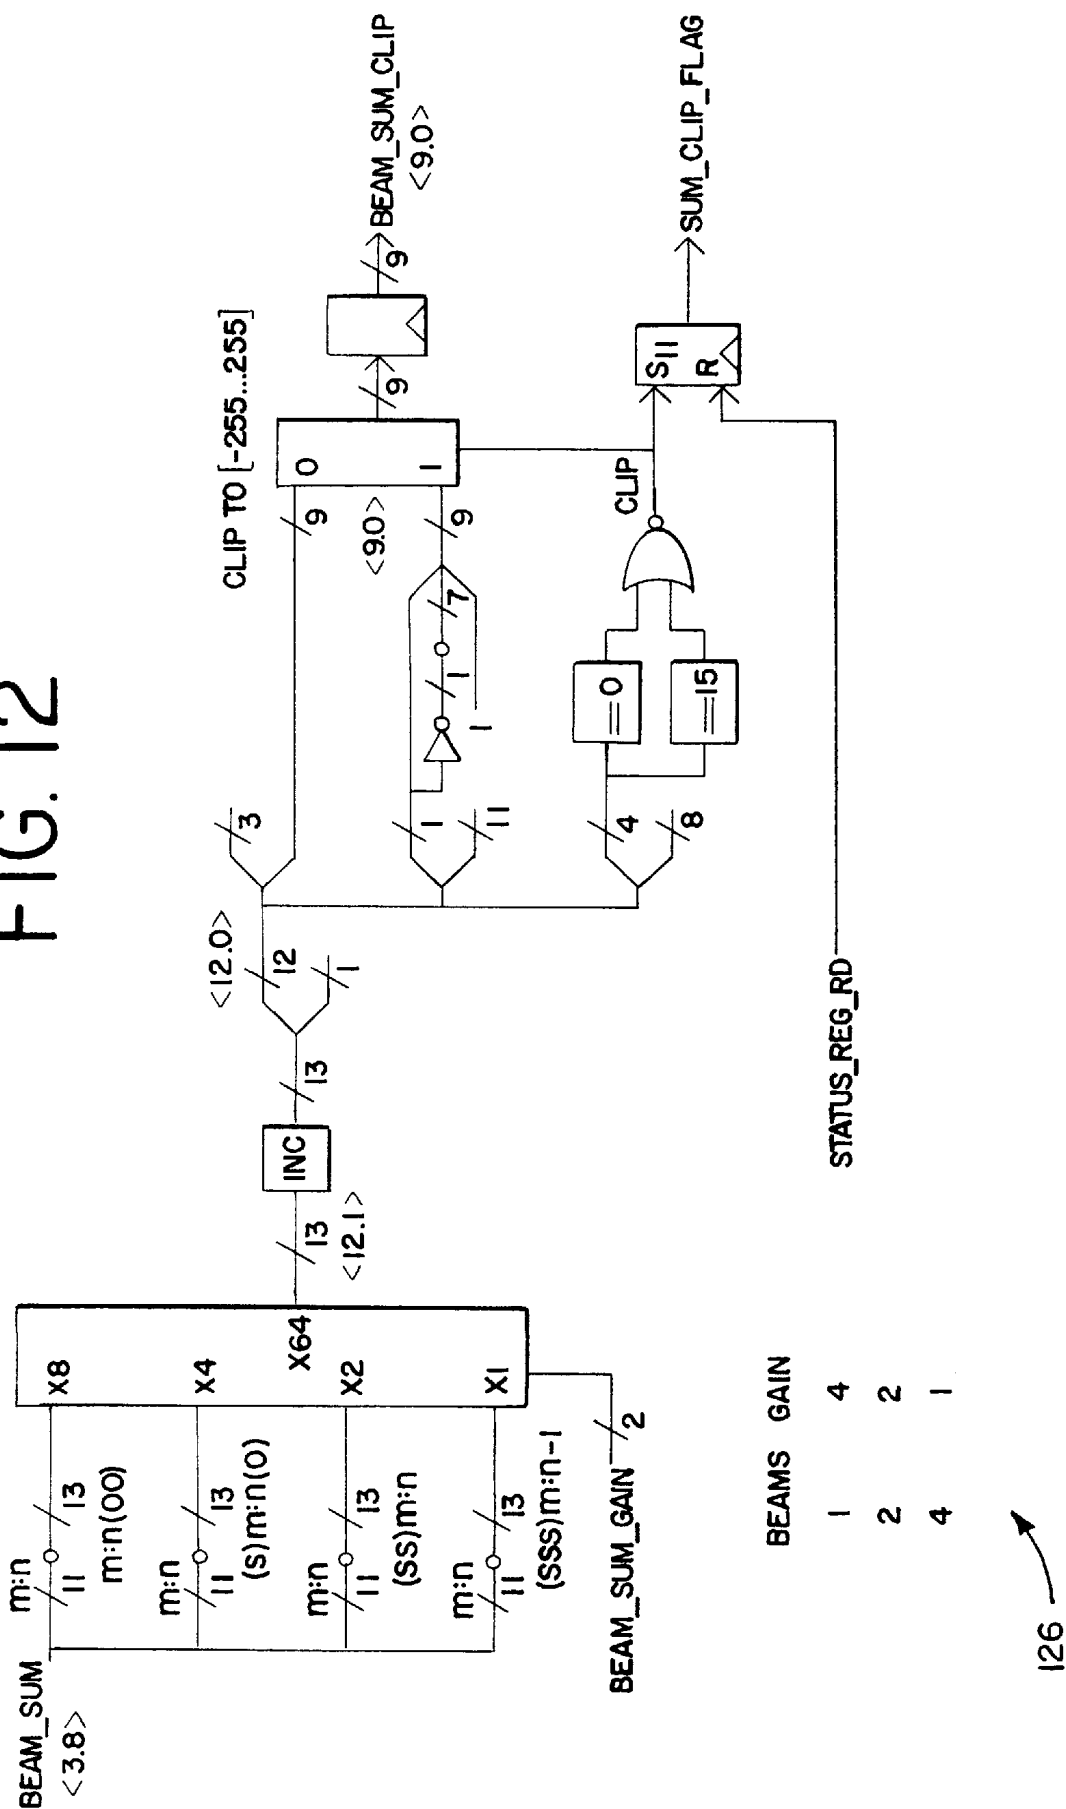 FIG. 12
BEAM_SUM
<3.8>
m:n
11
13
m:n(00)
X8
m:n
11
13
(S)m:n(0)
X4
m:n
11
13
(SS)m:n
X2
m:n
11
13
(SSS)m:n-1
X1
X64
BEAM_SUM_GAIN
2
13
<12.1>
INC
13
<12.0>
12
1
3
9
1
11
1
1
7
9
<9.0>
4
8
==0
==15
CLIP
CLIP TO [-255...255]
0
1
9
9
BEAM_SUM_CLIP
<9.0>
S11
R
SUM_CLIP_FLAG
STATUS_REG_RD
BEAMS GAIN
1 4
2 2
4 1
126